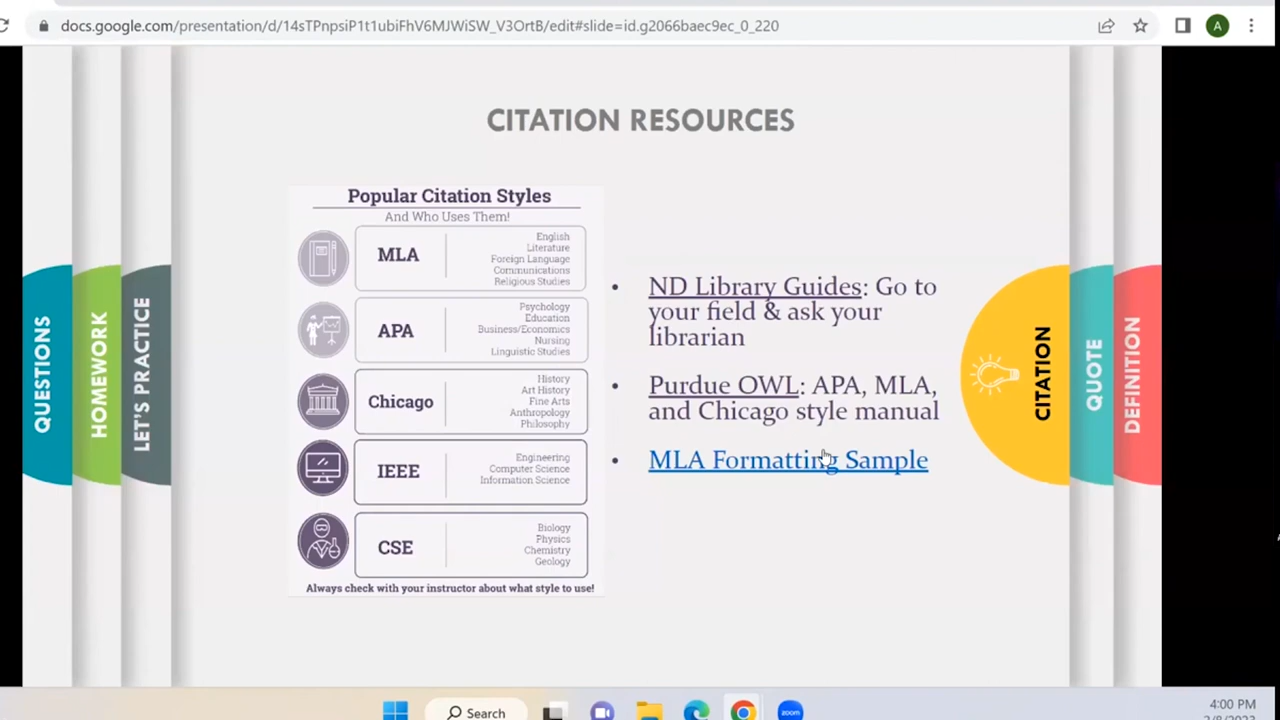 docs.google.com/presentation/d/14sTPnpsiP1t1ubiFhV6MJWiSW_V3OrtB/edit#slide=id.g2066baec9ec_0_220
A
CITATION RESOURCES
Popular Citation Styles
And Who Uses Them!
MLA
English
Literature
Foreign Language
Communications
Religious Studies
APA
Psychology
Education
Business/Economics
Nursing
Linguistic Studies
Chicago
History
Art History
Fine Arts
Anthropology
Philosophy
IEEE
Engineering
Computer Science
Information Science
CSE
Biology
Physics
Chemistry
Geology
Always check with your instructor about what style to use!
• ND Library Guides: Go to
your field & ask your
librarian
• Purdue OWL: APA, MLA,
and Chicago style manual
• MLA Formatting Sample
QUESTIONS
HOMEWORK
LET'S PRACTICE
CITATION
QUOTE
DEFINITION
Search
zoom
4:00 PM
2/8/2023